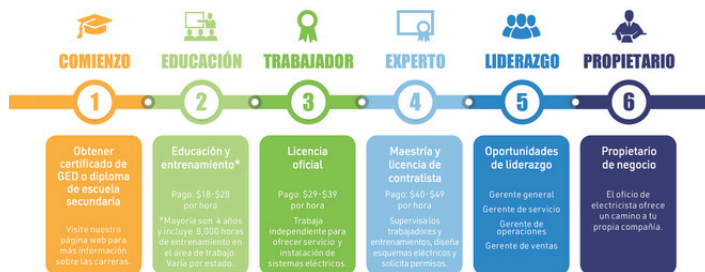 COMIENZO
EDUCACIÓN
TRABAJADOR
EXPERTO
LIDERAZGO
PROPIETARIO
1
2
3
4
5
6
Obtener
certificado de
GED o diploma
de escuela
secundaria
Visite nuestra
página web para
más información
sobre las carreras.
Educación y
entrenamiento*
Pago: $18-$28
por hora
*Mayoría son 4 años
y incluye 8,000 horas
de entrenamiento en
el área de trabajo.
Varía por estado.
Licencia
oficial
Pago: $29-$39
por hora
Trabaja
independiente para
ofrecer servicio y
instalación de
sistemas eléctricos.
Maestría y
licencia de
contratista
Pago: $40-$49
por hora
Supervisa los
trabajadores y
entrenamientos, diseña
esquemas eléctricos y
solicita permisos.
Oportunidades
de liderazgo
Gerente general
Gerente de servicio
Gerente de
operaciones
Gerente de ventas
Propietario
de negocio
El oficio de
electricista ofrece
un camino a tu
propia compañía.